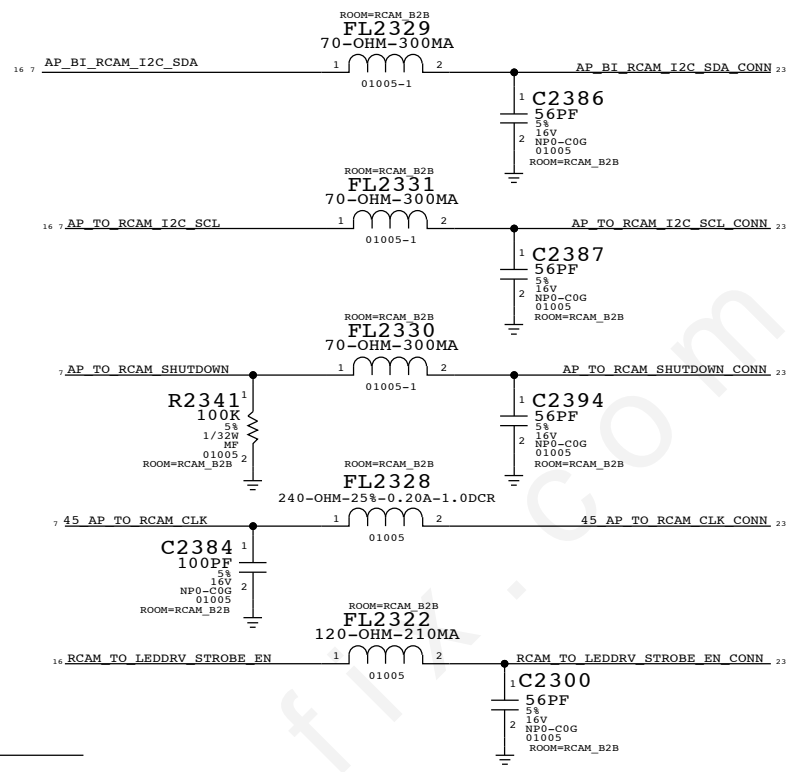 ROOM=RCAM_B2B
FL2329
70-OHM-300MA
16 7 AP_BI_RCAM_I2C_SDA 1 2 AP_BI_RCAM_I2C_SDA_CONN 23
01005-1
1 C2386
56PF
5%
16V
2 NP0-C0G
01005
ROOM=RCAM_B2B
ROOM=RCAM_B2B
FL2331
70-OHM-300MA
16 7 AP_TO_RCAM_I2C_SCL 1 2 AP_TO_RCAM_I2C_SCL_CONN 23
01005-1
1 C2387
56PF
5%
16V
2 NP0-C0G
01005
ROOM=RCAM_B2B
ROOM=RCAM_B2B
FL2330
70-OHM-300MA
7 AP_TO_RCAM_SHUTDOWN 1 2 AP_TO_RCAM_SHUTDOWN_CONN 23
01005-1
R2341 1
100K
5%
1/32W
MF
01005 2
ROOM=RCAM_B2B
1 C2394
56PF
5%
16V
2 NP0-C0G
01005
ROOM=RCAM_B2B
ROOM=RCAM_B2B
FL2328
240-OHM-25%-0.20A-1.0DCR
7 45_AP_TO_RCAM_CLK 1 2 45_AP_TO_RCAM_CLK_CONN 23
01005
C2384 1
100PF
5%
16V
NP0-C0G 2
01005
ROOM=RCAM_B2B
ROOM=RCAM_B2B
FL2322
120-OHM-210MA
16 RCAM_TO_LEDDRV_STROBE_EN 1 2 RCAM_TO_LEDDRV_STROBE_EN_CONN 23
01005
1 C2300
56PF
5%
16V
2 NP0-C0G
01005
ROOM=RCAM_B2B
fix.com